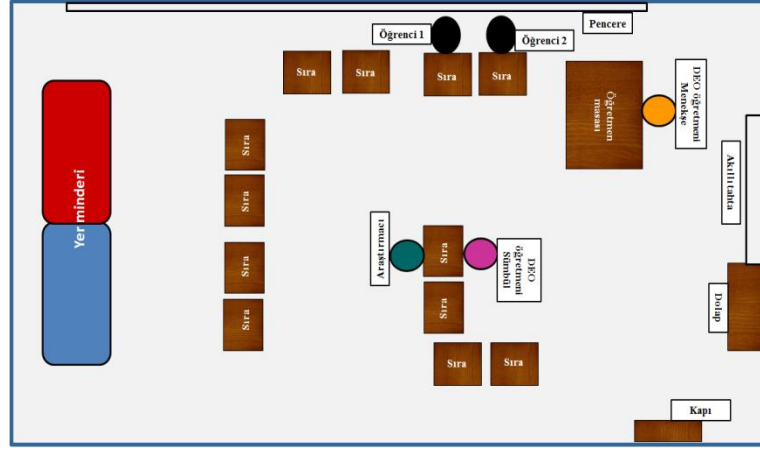 Pencere
Öğrenci 1
Öğrenci 2
Sıra
Sıra
Sıra
Sıra
DEO öğretmeni
Menekşe
Öğretmen
masası
Akıllı tahta
Sıra
Sıra
Sıra
Sıra
Yer minderi
Araştırmacı
Sıra
DEO
öğretmeni
Sümbül
Sıra
Dolap
Sıra
Sıra
Kapı